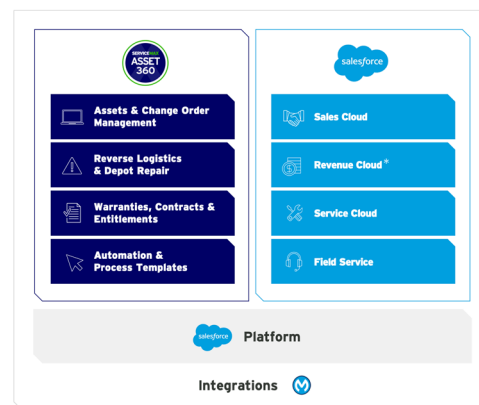 SERVICEMAX
ASSET
360
Assets & Change Order
Management
Reverse Logistics
& Depot Repair
Warranties, Contracts &
Entitlements
Automation &
Process Templates
salesforce
Sales Cloud
Revenue Cloud*
Service Cloud
Field Service
salesforce Platform
Integrations